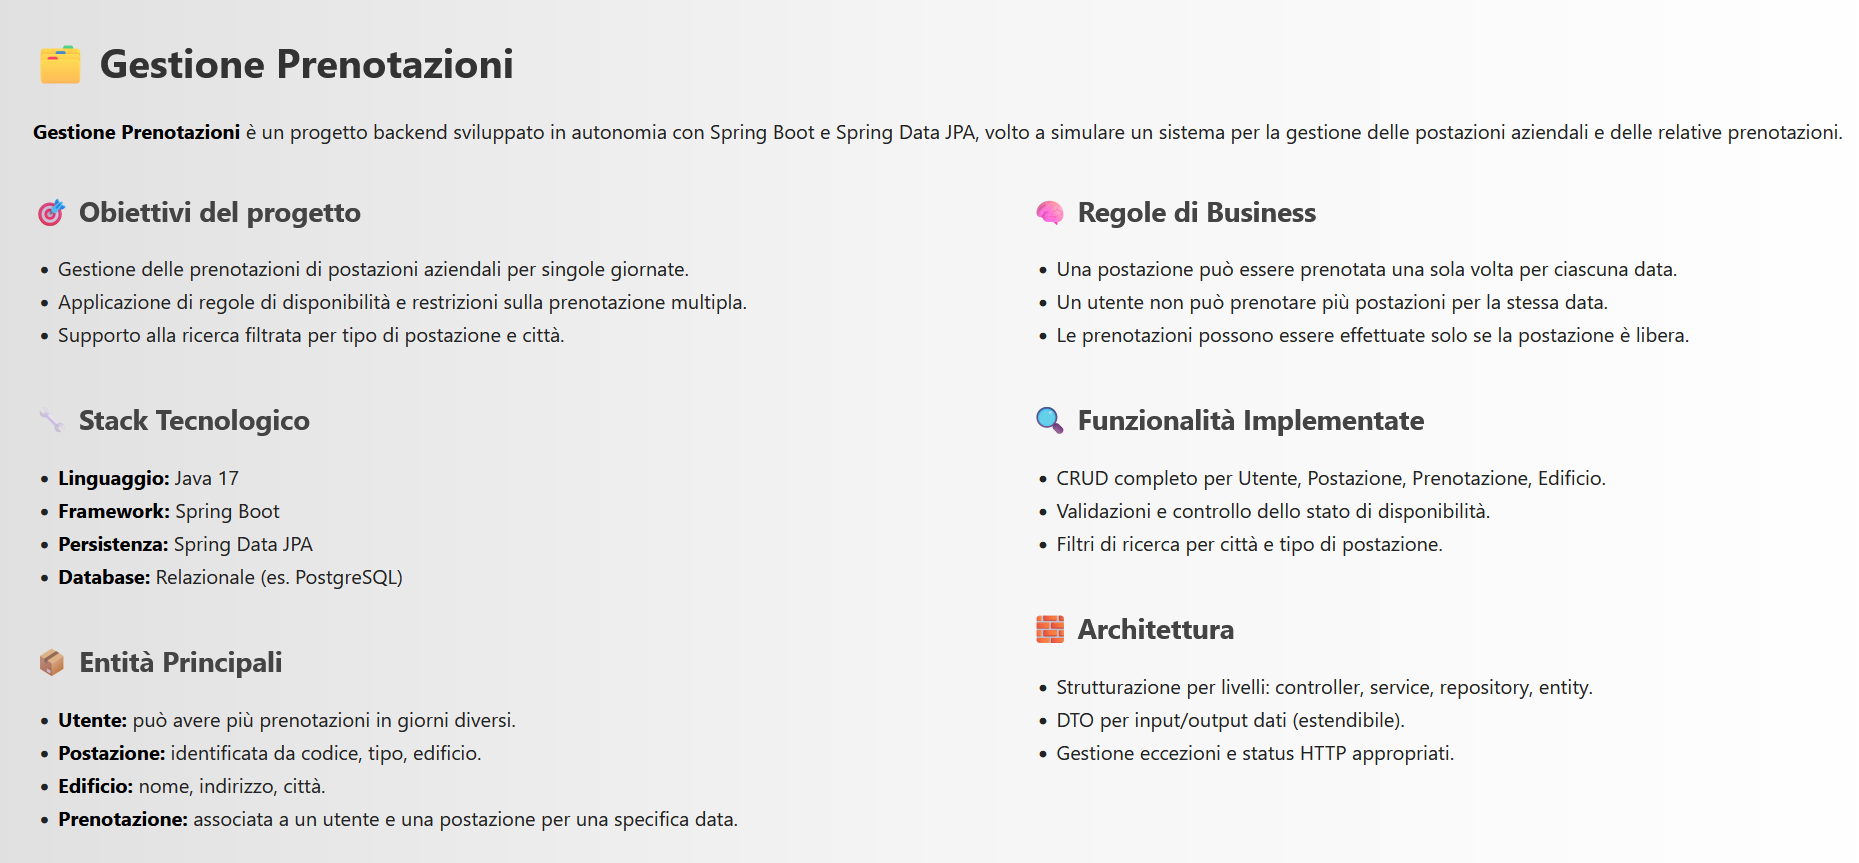 Gestione Prenotazioni
Gestione Prenotazioni è un progetto backend sviluppato in autonomia con Spring Boot e Spring Data JPA, volto a simulare un sistema per la gestione delle postazioni aziendali e delle relative prenotazioni.
Obiettivi del progetto
• Gestione delle prenotazioni di postazioni aziendali per singole giornate.
• Applicazione di regole di disponibilità e restrizioni sulla prenotazione multipla.
• Supporto alla ricerca filtrata per tipo di postazione e città.
Stack Tecnologico
• Linguaggio: Java 17
• Framework: Spring Boot
• Persistenza: Spring Data JPA
• Database: Relazionale (es. PostgreSQL)
Entità Principali
• Utente: può avere più prenotazioni in giorni diversi.
• Postazione: identificata da codice, tipo, edificio.
• Edificio: nome, indirizzo, città.
• Prenotazione: associata a un utente e una postazione per una specifica data.
Regole di Business
• Una postazione può essere prenotata una sola volta per ciascuna data.
• Un utente non può prenotare più postazioni per la stessa data.
• Le prenotazioni possono essere effettuate solo se la postazione è libera.
Funzionalità Implementate
• CRUD completo per Utente, Postazione, Prenotazione, Edificio.
• Validazioni e controllo dello stato di disponibilità.
• Filtri di ricerca per città e tipo di postazione.
Architettura
• Strutturazione per livelli: controller, service, repository, entity.
• DTO per input/output dati (estendibile).
• Gestione eccezioni e status HTTP appropriati.